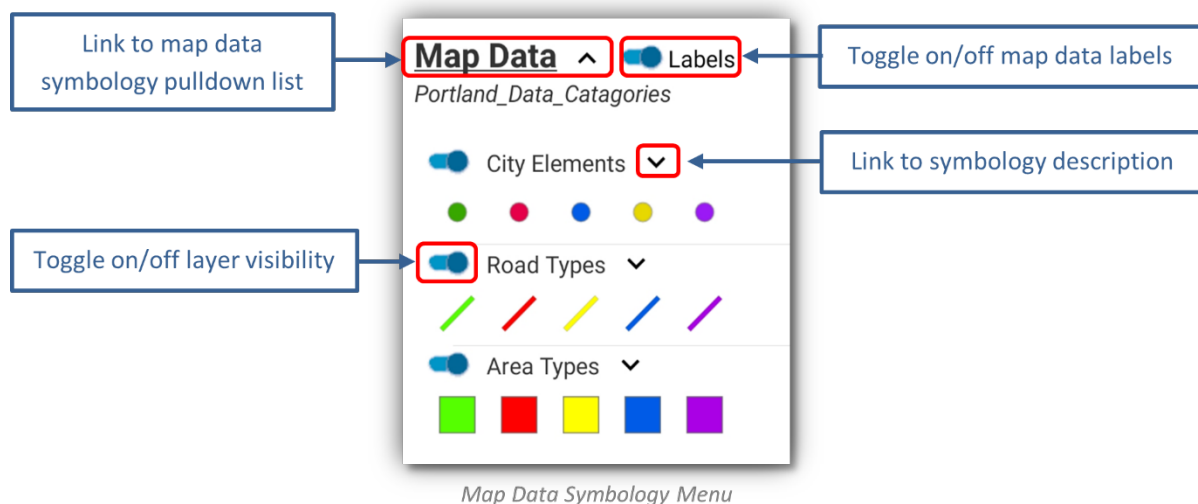 Link to map data
symbology pulldown list
Map Data
Labels
Toggle on/off map data labels
Portland_Data_Catagories
City Elements
Link to symbology description
Toggle on/off layer visibility
Road Types
Area Types
Map Data Symbology Menu